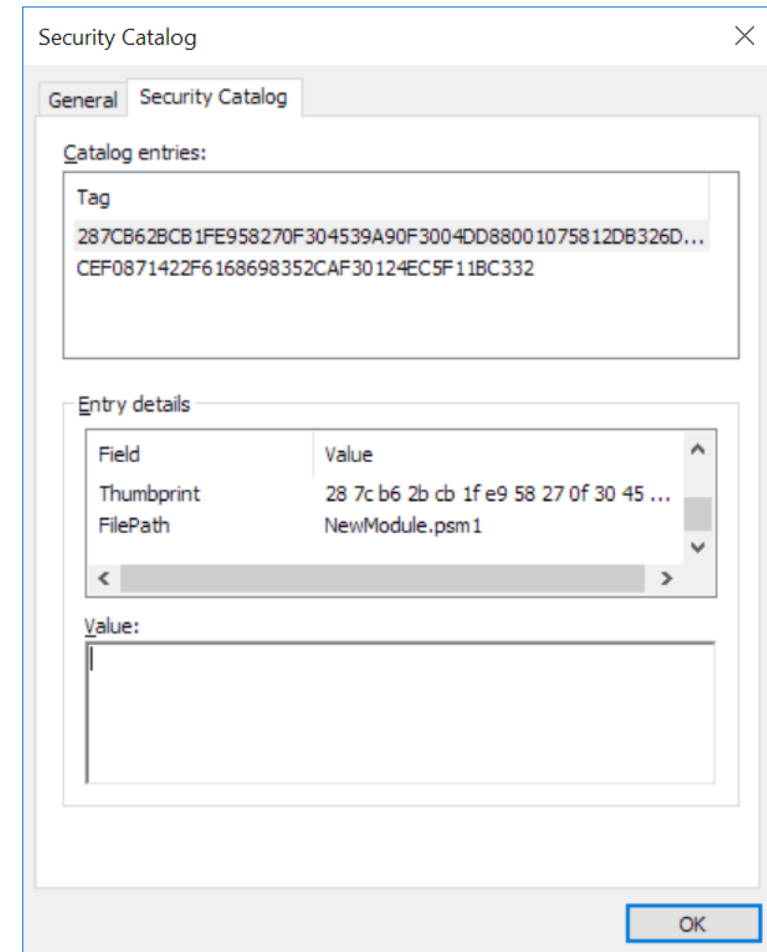 Security Catalog
General Security Catalog
Catalog entries:
Tag
287CB62BCB1FE958270F304539A90F3004DD88001075812DB326D...
CEF0871422F6168698352CAF30124EC5F11BC332
Entry details
Field Value
Thumbprint 28 7c b6 2b cb 1f e9 58 27 0f 30 45 ...
FilePath NewModule.psm1
Value:
OK